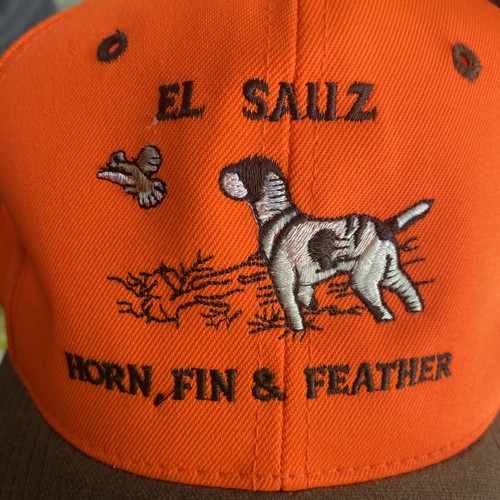 EL SAUZ
HORN, FIN & FEATHER